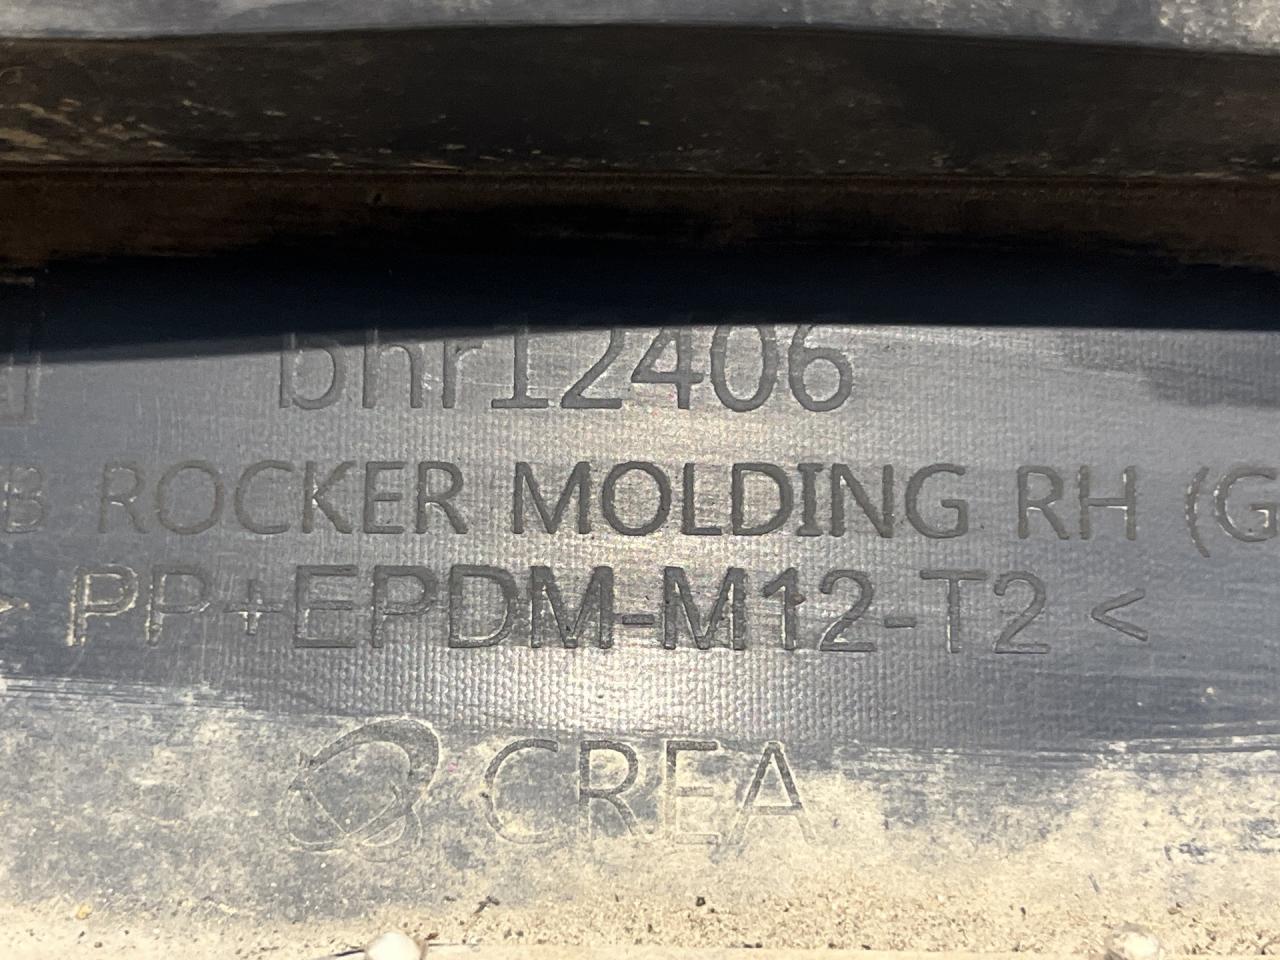 bhr12406
B ROCKER MOLDING RH (G
> PP+EPDM-M12-T2 <
CREA